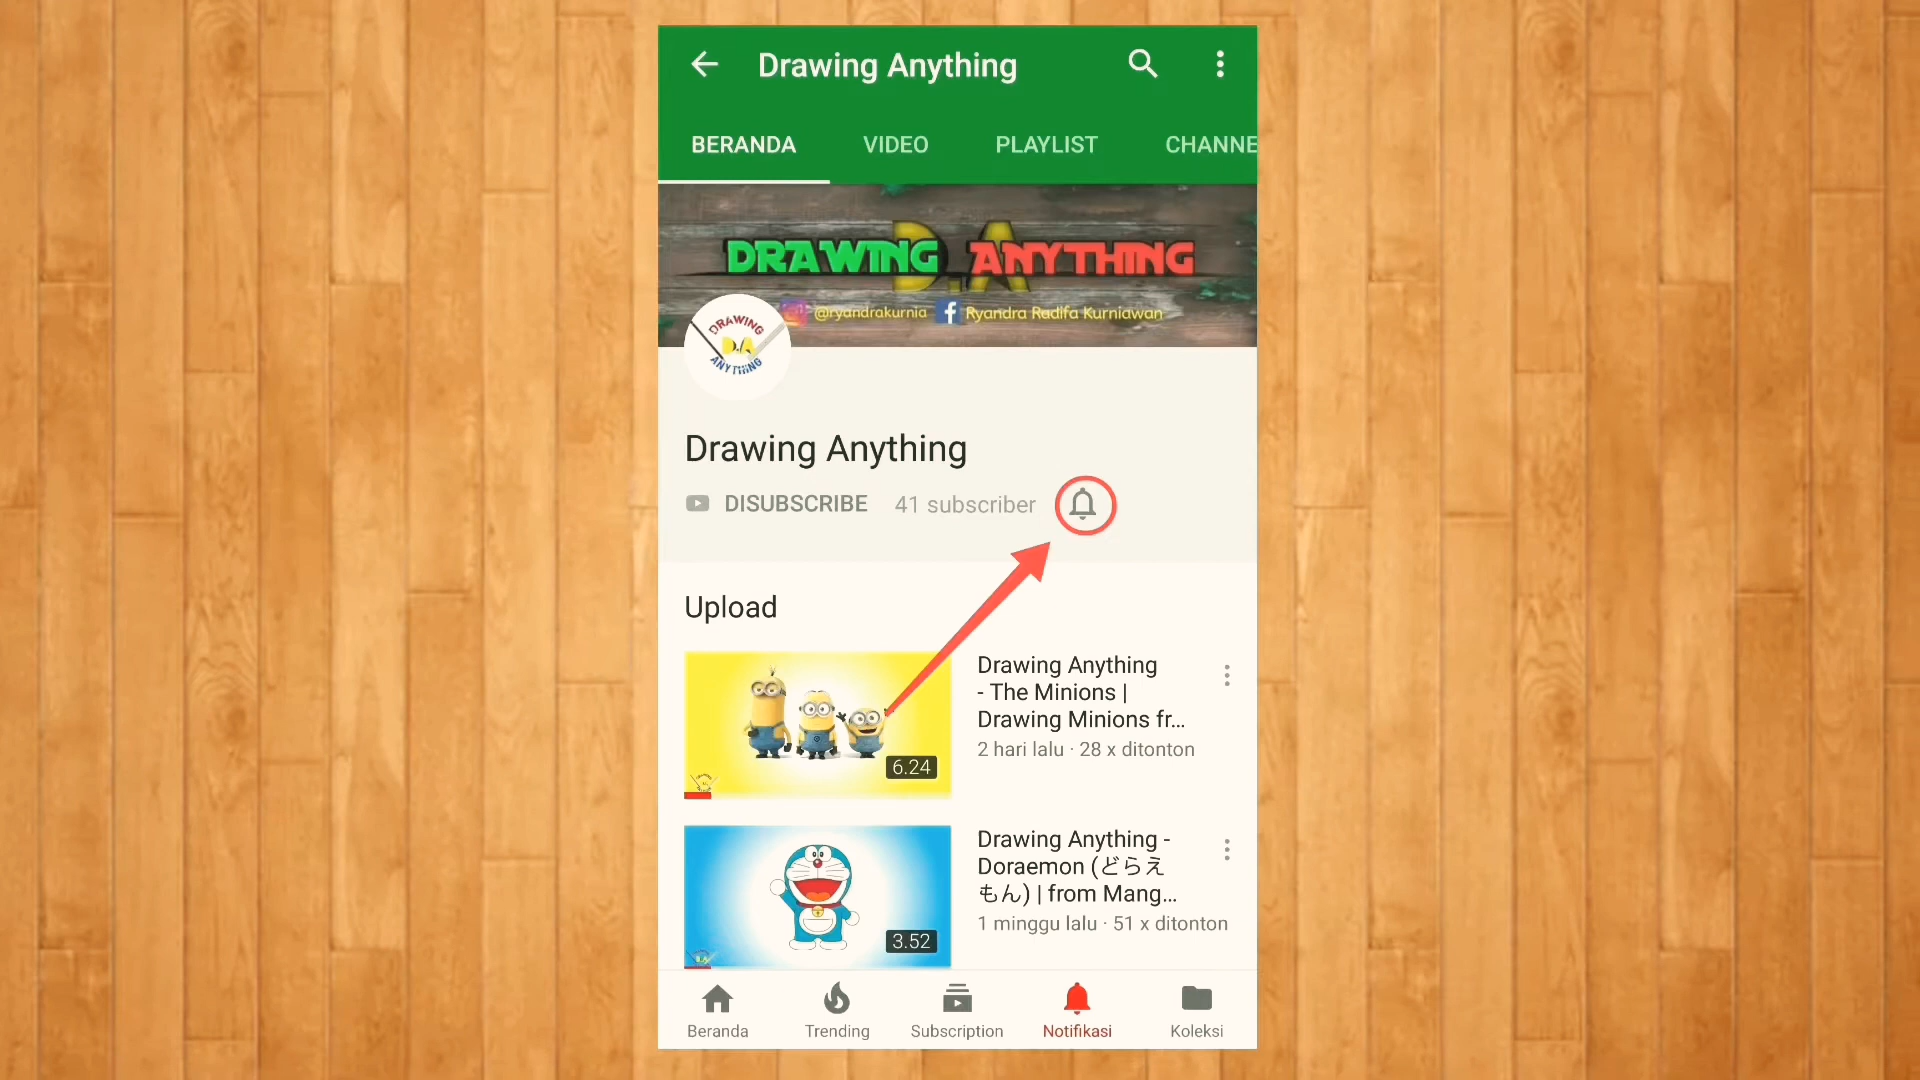 Drawing Anything
BERANDA VIDEO PLAYLIST CHANNE
DRAWING D.A ANYTHING
@ryandrakurnia f Ryandra Radifa Kurniawan
DRAWING
D.A
ANYTHING
Drawing Anything
DISUBSCRIBE 41 subscriber
Upload
Drawing Anything
- The Minions |
Drawing Minions fr...
2 hari lalu · 28 x ditonton
6.24
Drawing Anything -
Doraemon (どらえ
もん) | from Mang...
1 minggu lalu · 51 x ditonton
3.52
Beranda Trending Subscription Notifikasi Koleksi